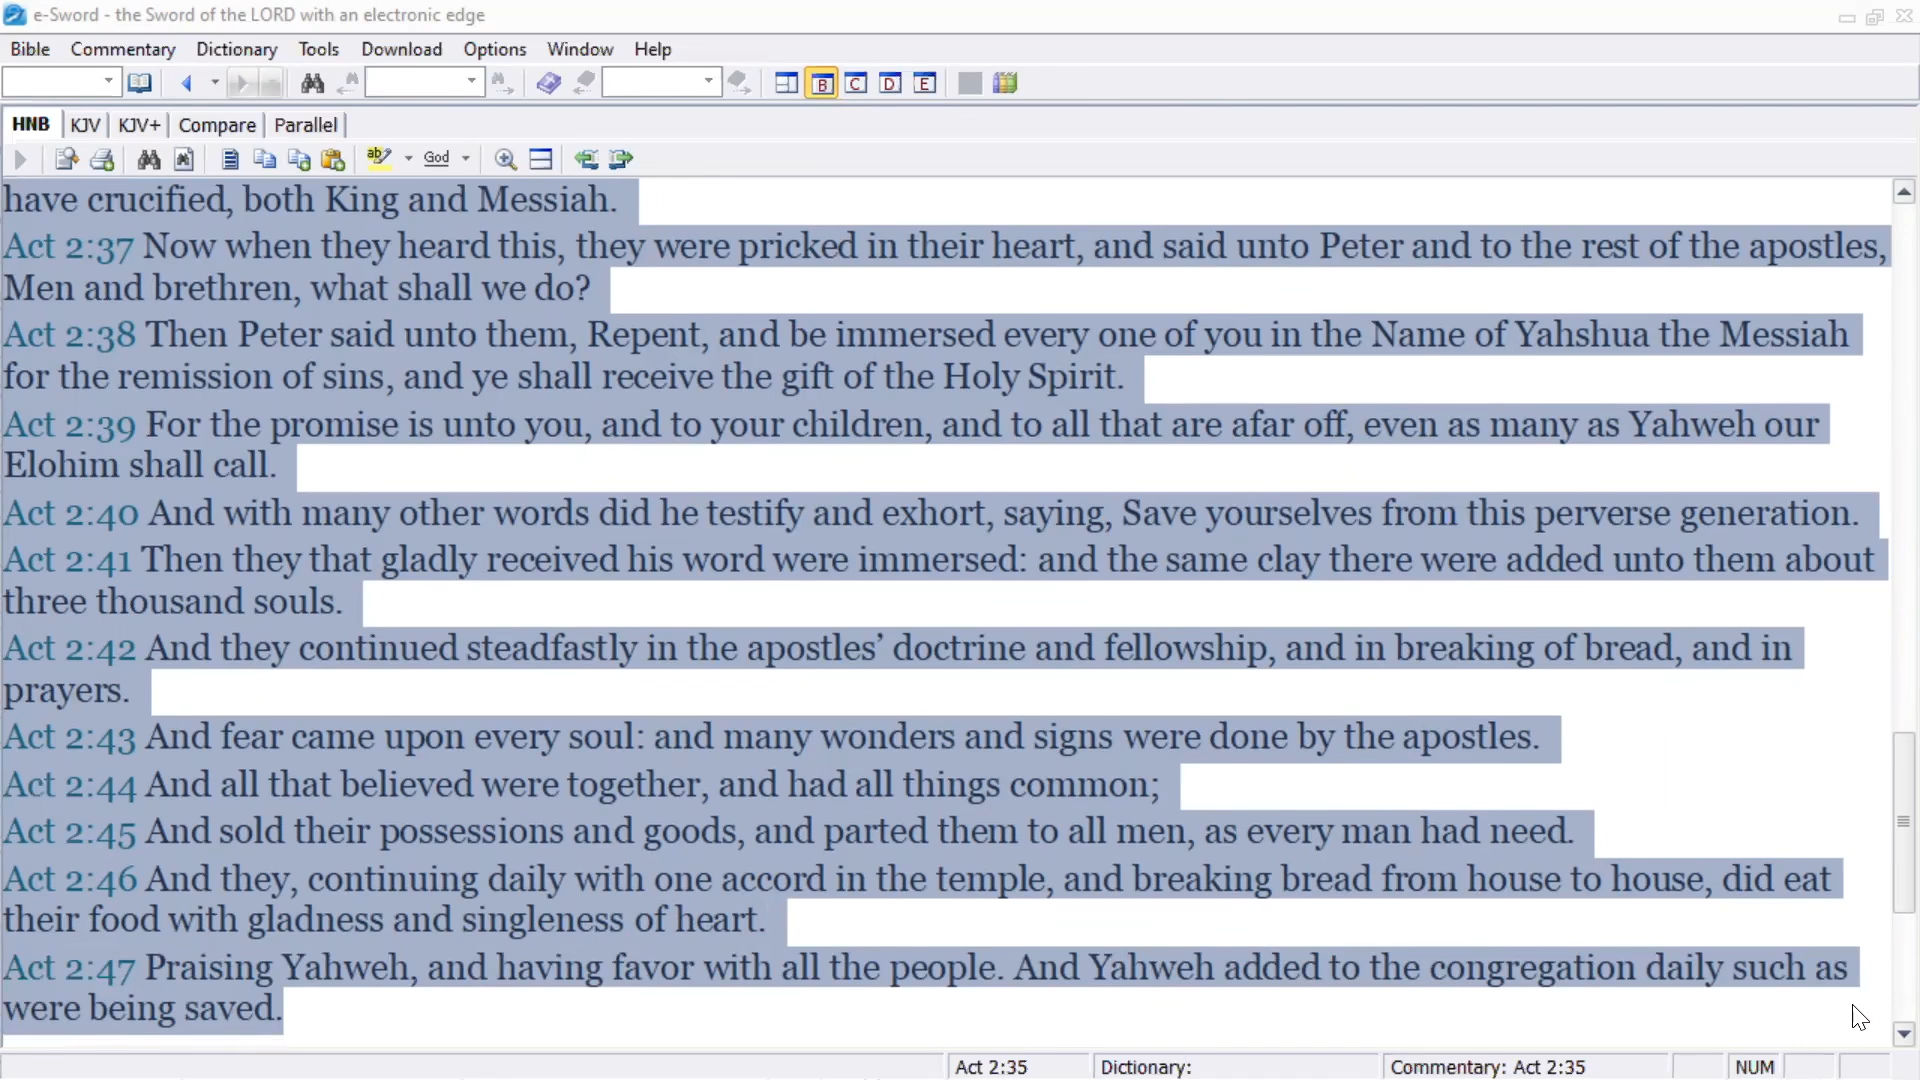 e-Sword - the Sword of the LORD with an electronic edge
Bible Commentary Dictionary Tools Download Options Window Help
B C D E
HNB KJV KJV+ Compare Parallel
ab God
have crucified, both King and Messiah.
Act 2:37 Now when they heard this, they were pricked in their heart, and said unto Peter and to the rest of the apostles,
Men and brethren, what shall we do?
Act 2:38 Then Peter said unto them, Repent, and be immersed every one of you in the Name of Yahshua the Messiah
for the remission of sins, and ye shall receive the gift of the Holy Spirit.
Act 2:39 For the promise is unto you, and to your children, and to all that are afar off, even as many as Yahweh our
Elohim shall call.
Act 2:40 And with many other words did he testify and exhort, saying, Save yourselves from this perverse generation.
Act 2:41 Then they that gladly received his word were immersed: and the same clay there were added unto them about
three thousand souls.
Act 2:42 And they continued steadfastly in the apostles’ doctrine and fellowship, and in breaking of bread, and in
prayers.
Act 2:43 And fear came upon every soul: and many wonders and signs were done by the apostles.
Act 2:44 And all that believed were together, and had all things common;
Act 2:45 And sold their possessions and goods, and parted them to all men, as every man had need.
Act 2:46 And they, continuing daily with one accord in the temple, and breaking bread from house to house, did eat
their food with gladness and singleness of heart.
Act 2:47 Praising Yahweh, and having favor with all the people. And Yahweh added to the congregation daily such as
were being saved.
Act 2:35 Dictionary: Commentary: Act 2:35 NUM